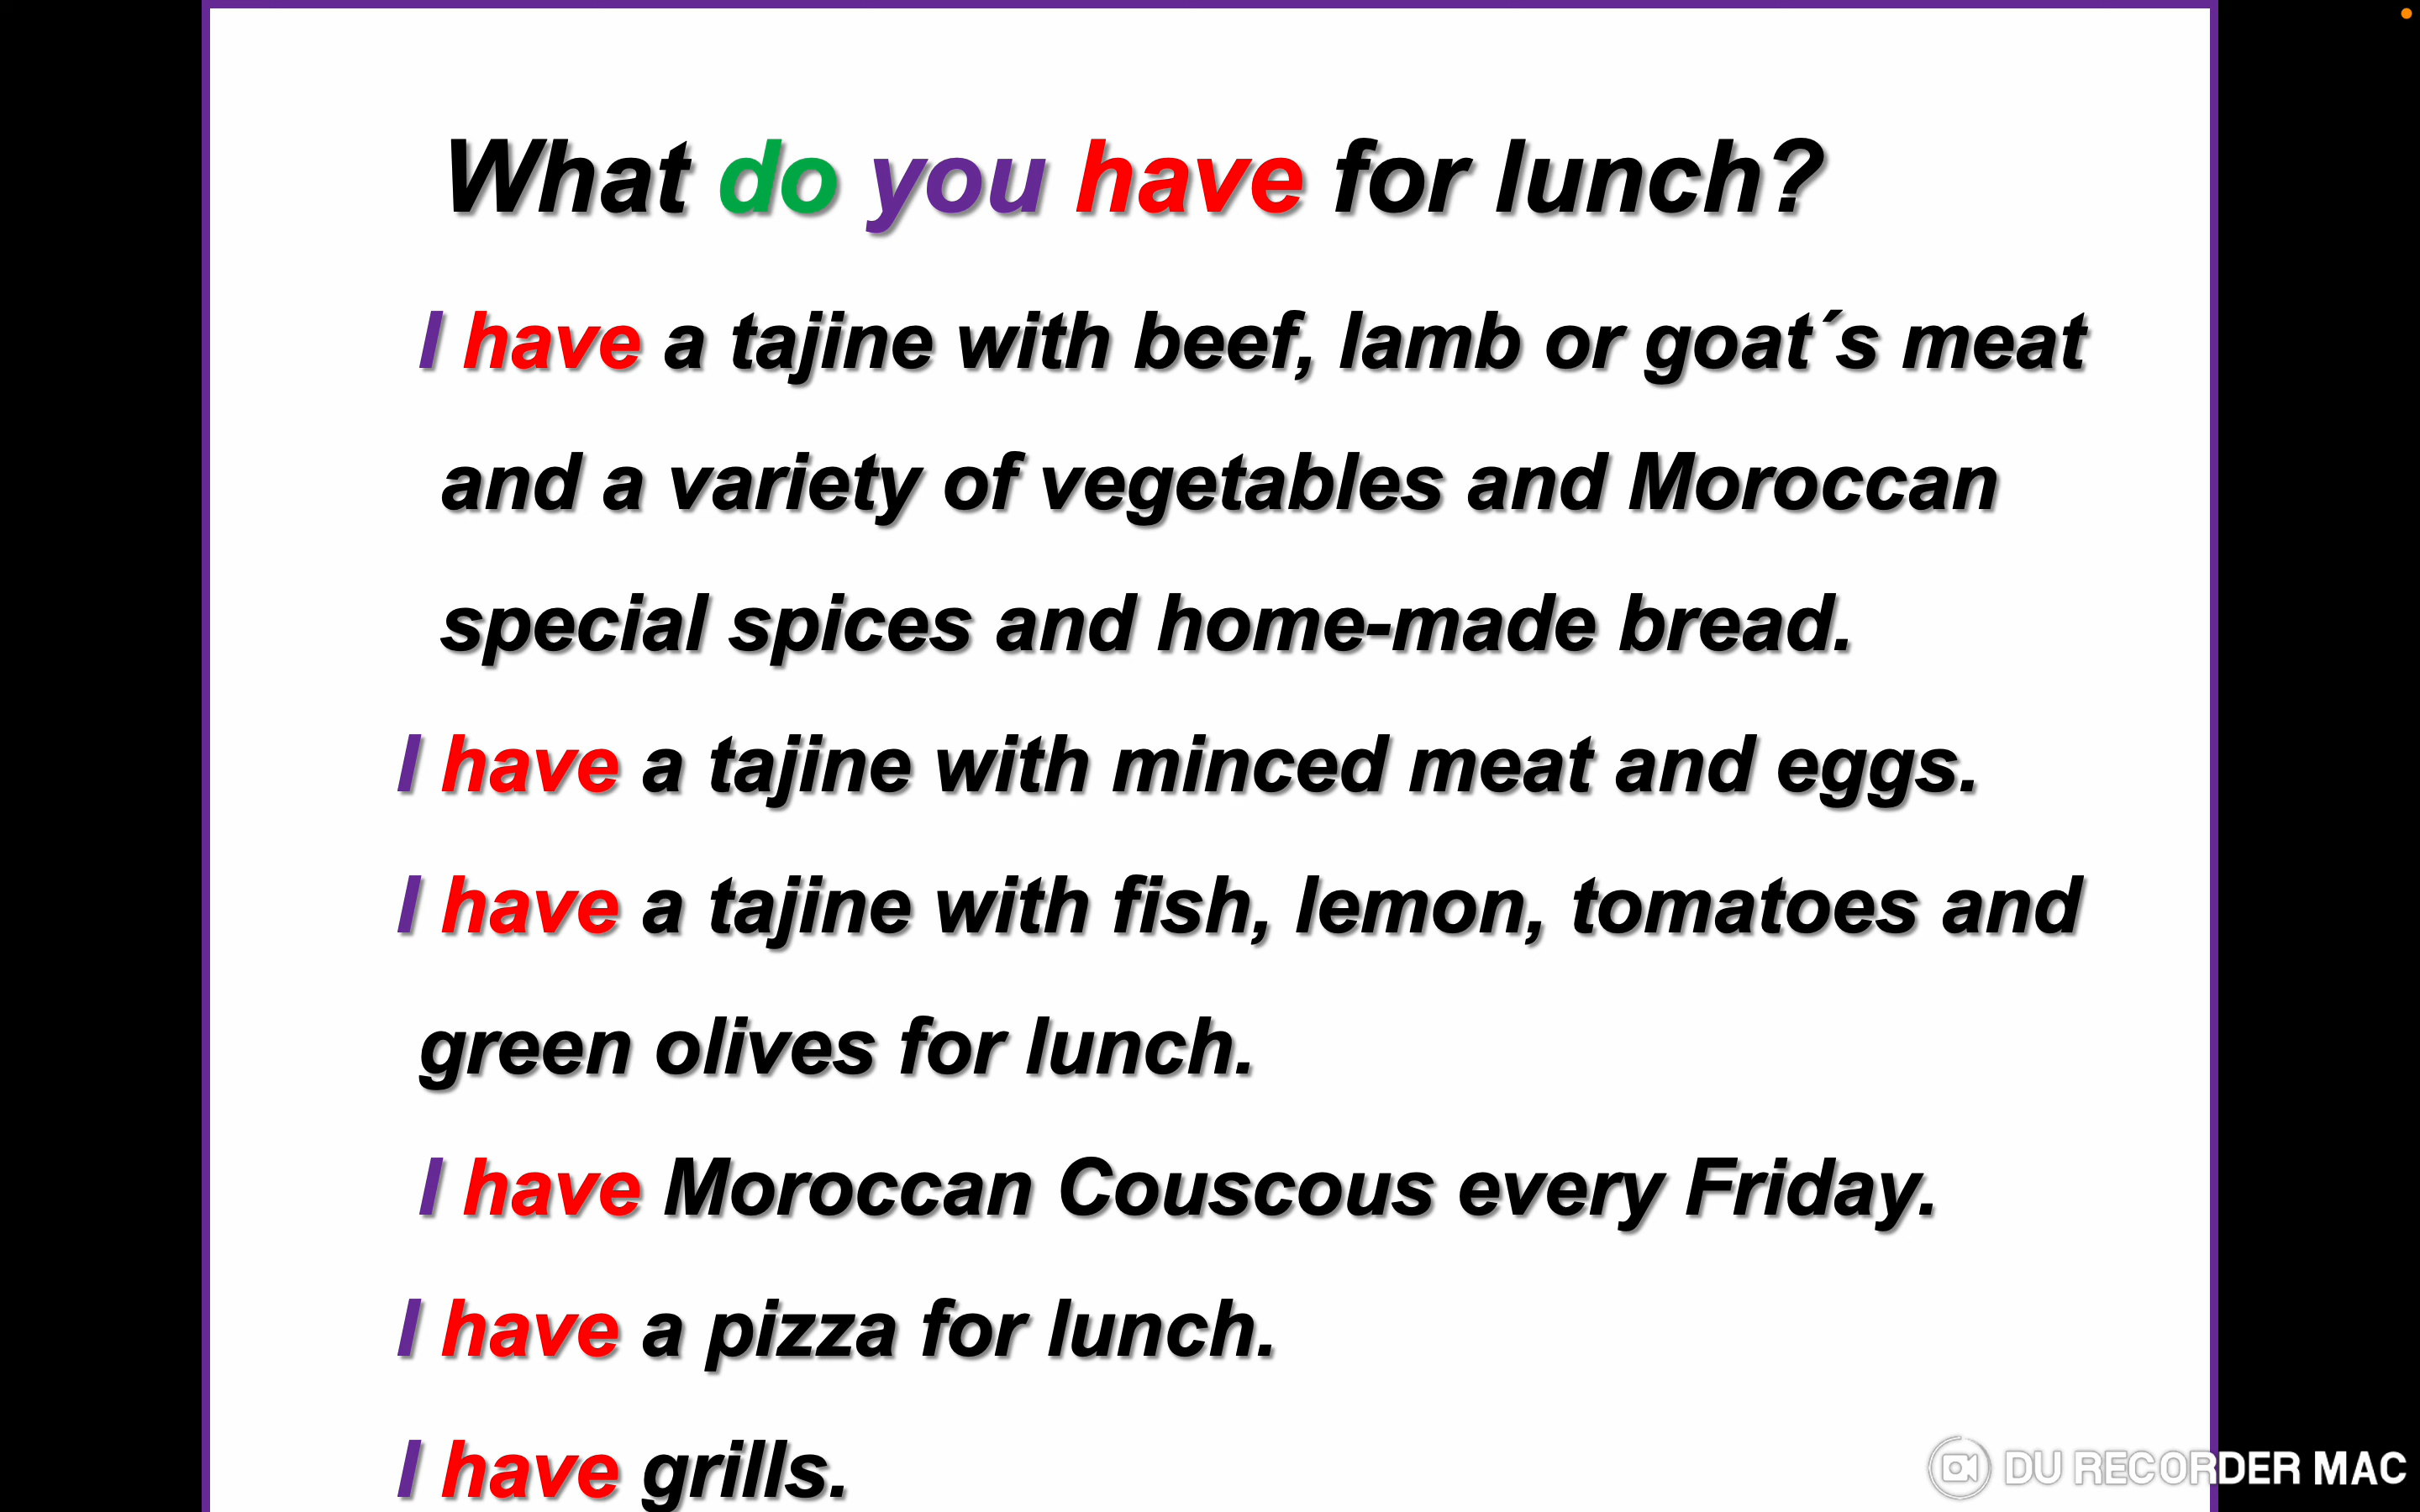 What do you have for lunch?
I have a tajine with beef, lamb or goat´s meat
and a variety of vegetables and Moroccan
special spices and home-made bread.
I have a tajine with minced meat and eggs.
I have a tajine with fish, lemon, tomatoes and
green olives for lunch.
I have Moroccan Couscous every Friday.
I have a pizza for lunch.
I have grills.
DU RECORDER MAC